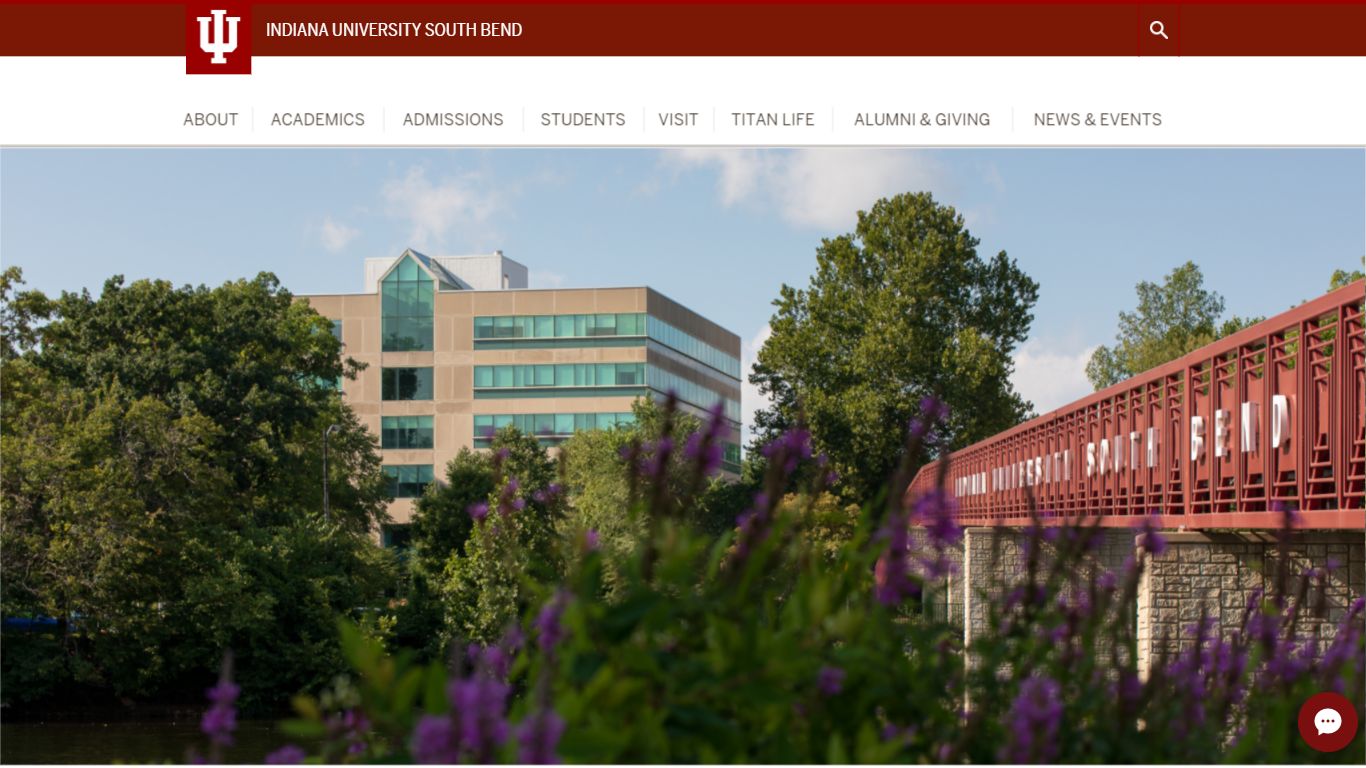 INDIANA UNIVERSITY SOUTH BEND
ABOUT
ACADEMICS
ADMISSIONS
STUDENTS
VISIT
TITAN LIFE
ALUMNI & GIVING
NEWS & EVENTS
INDIANA UNIVERSITY SOUTH BEND